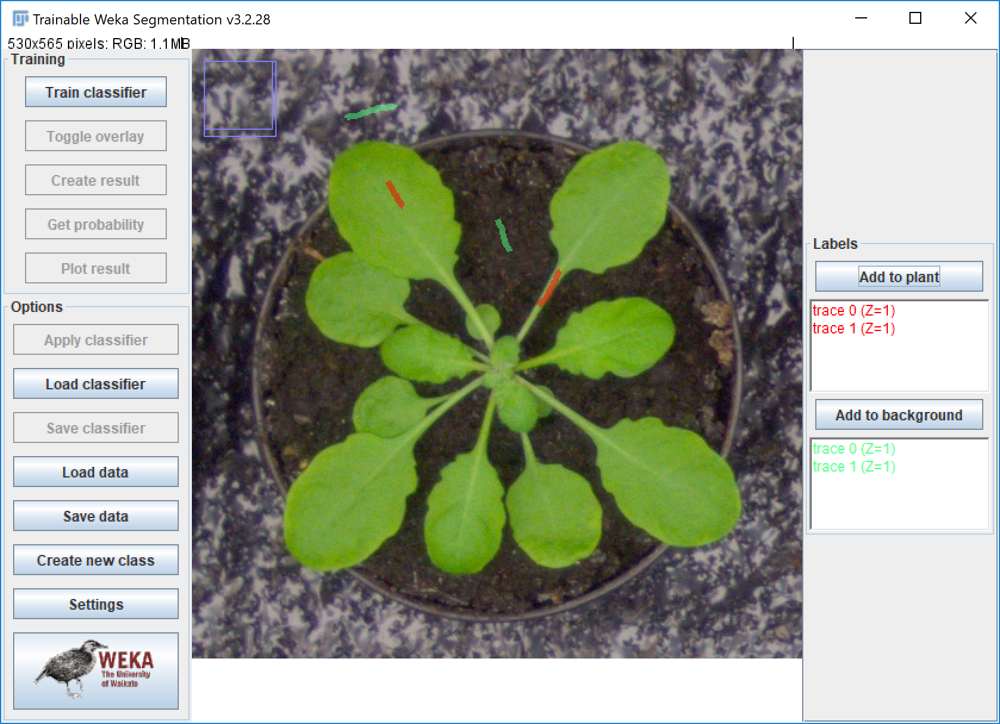 Trainable Weka Segmentation v3.2.28
530x565 pixels; RGB; 1.1MB
Training
Train classifier
Toggle overlay
Create result
Get probability
Plot result
Options
Apply classifier
Load classifier
Save classifier
Load data
Save data
Create new class
Settings
WEKA
The University
of Waikato
Labels
Add to plant
trace 0 (Z=1)
trace 1 (Z=1)
Add to background
trace 0 (Z=1)
trace 1 (Z=1)